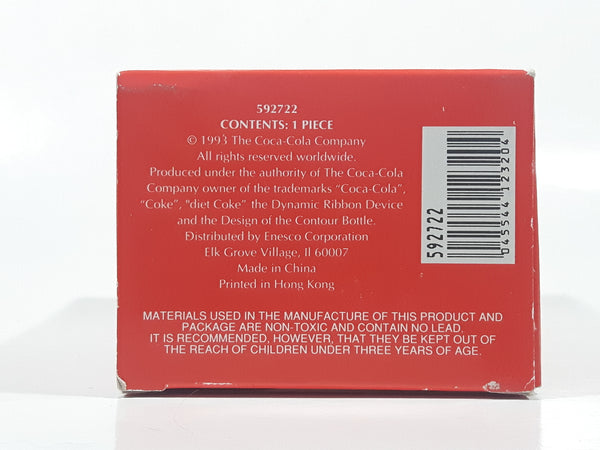 592722
CONTENTS: 1 PIECE
© 1993 The Coca-Cola Company
All rights reserved worldwide.
Produced under the authority of The Coca-Cola
Company owner of the trademarks “Coca-Cola”,
“Coke”, "diet Coke" the Dynamic Ribbon Device
and the Design of the Contour Bottle.
Distributed by Enesco Corporation
Elk Grove Village, Il 60007
Made in China
Printed in Hong Kong
MATERIALS USED IN THE MANUFACTURE OF THIS PRODUCT AND
PACKAGE ARE NON-TOXIC AND CONTAIN NO LEAD.
IT IS RECOMMENDED, HOWEVER, THAT THEY BE KEPT OUT OF
THE REACH OF CHILDREN UNDER THREE YEARS OF AGE.
592722
045544 123204